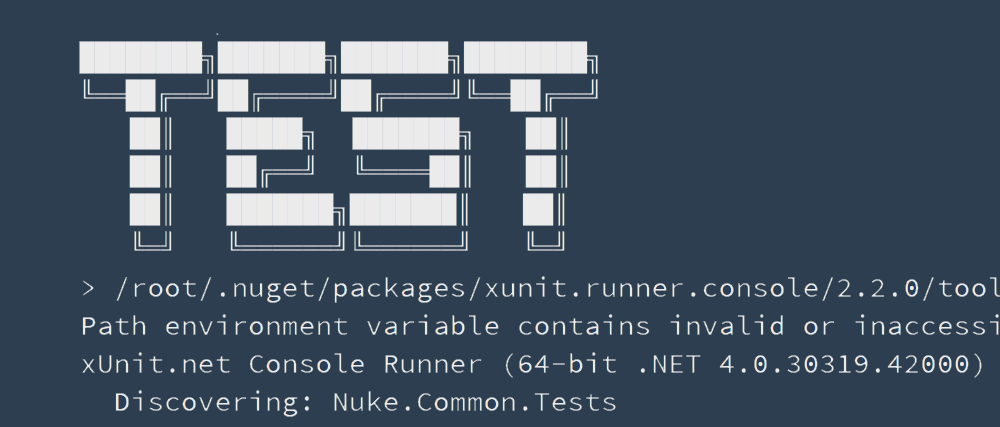 TEST
> /root/.nuget/packages/xunit.runner.console/2.2.0/tool
Path environment variable contains invalid or inaccessi
xUnit.net Console Runner (64-bit .NET 4.0.30319.42000)
Discovering: Nuke.Common.Tests